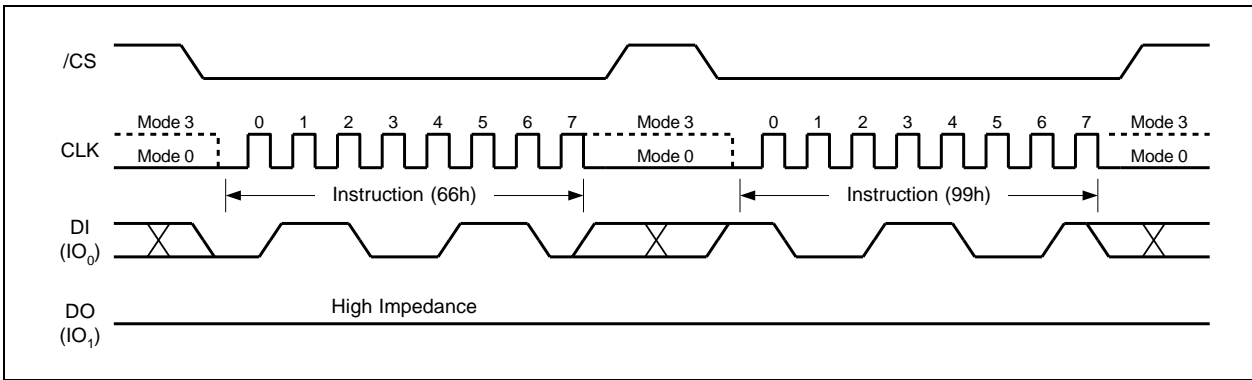 /CS
Mode 3 0 1 2 3 4 5 6 7 Mode 3 0 1 2 3 4 5 6 7 Mode 3
CLK
Mode 0 Mode 0 Mode 0
Instruction (66h) Instruction (99h)
DI
(IO0)
High Impedance
DO
(IO1)